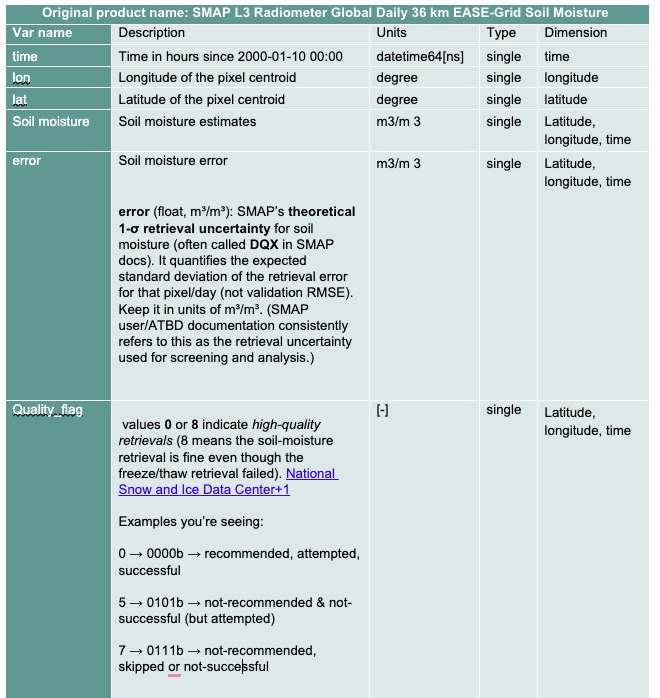 Original product name: SMAP L3 Radiometer Global Daily 36 km EASE-Grid Soil Moisture
Var name Description Units Type Dimension
time Time in hours since 2000-01-10 00:00 datetime64[ns] single time
lon Longitude of the pixel centroid degree single longitude
lat Latitude of the pixel centroid degree single latitude
Soil moisture Soil moisture estimates m3/m 3 single Latitude,
longitude, time
error Soil moisture error m3/m 3 single Latitude,
longitude, time
error (float, m³/m³): SMAP’s theoretical
1-σ retrieval uncertainty for soil
moisture (often called DQX in SMAP
docs). It quantifies the expected
standard deviation of the retrieval error
for that pixel/day (not validation RMSE).
Keep it in units of m³/m³. (SMAP
user/ATBD documentation consistently
refers to this as the retrieval uncertainty
used for screening and analysis.)
Quality_flag [-] single Latitude,
longitude, time
values 0 or 8 indicate high-quality
retrievals (8 means the soil-moisture
retrieval is fine even though the
freeze/thaw retrieval failed). National
Snow and Ice Data Center+1
Examples you’re seeing:
0 → 0000b → recommended, attempted,
successful
5 → 0101b → not-recommended & not-
successful (but attempted)
7 → 0111b → not-recommended,
skipped or not-successful